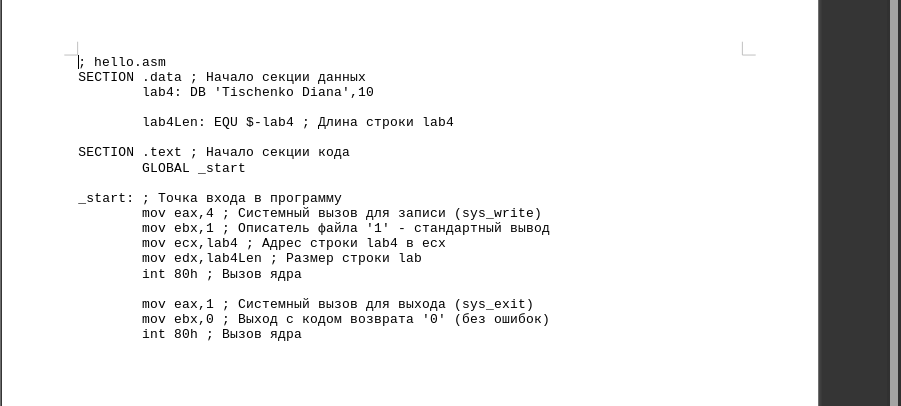 ; hello.asm
SECTION .data ; Начало секции данных
lab4: DB 'Tischenko Diana',10
lab4Len: EQU $-lab4 ; Длина строки lab4
SECTION .text ; Начало секции кода
GLOBAL _start
_start: ; Точка входа в программу
mov eax,4 ; Системный вызов для записи (sys_write)
mov ebx,1 ; Описатель файла '1' - стандартный вывод
mov ecx,lab4 ; Адрес строки lab4 в ecx
mov edx,lab4Len ; Размер строки lab
int 80h ; Вызов ядра
mov eax,1 ; Системный вызов для выхода (sys_exit)
mov ebx,0 ; Выход с кодом возврата '0' (без ошибок)
int 80h ; Вызов ядра